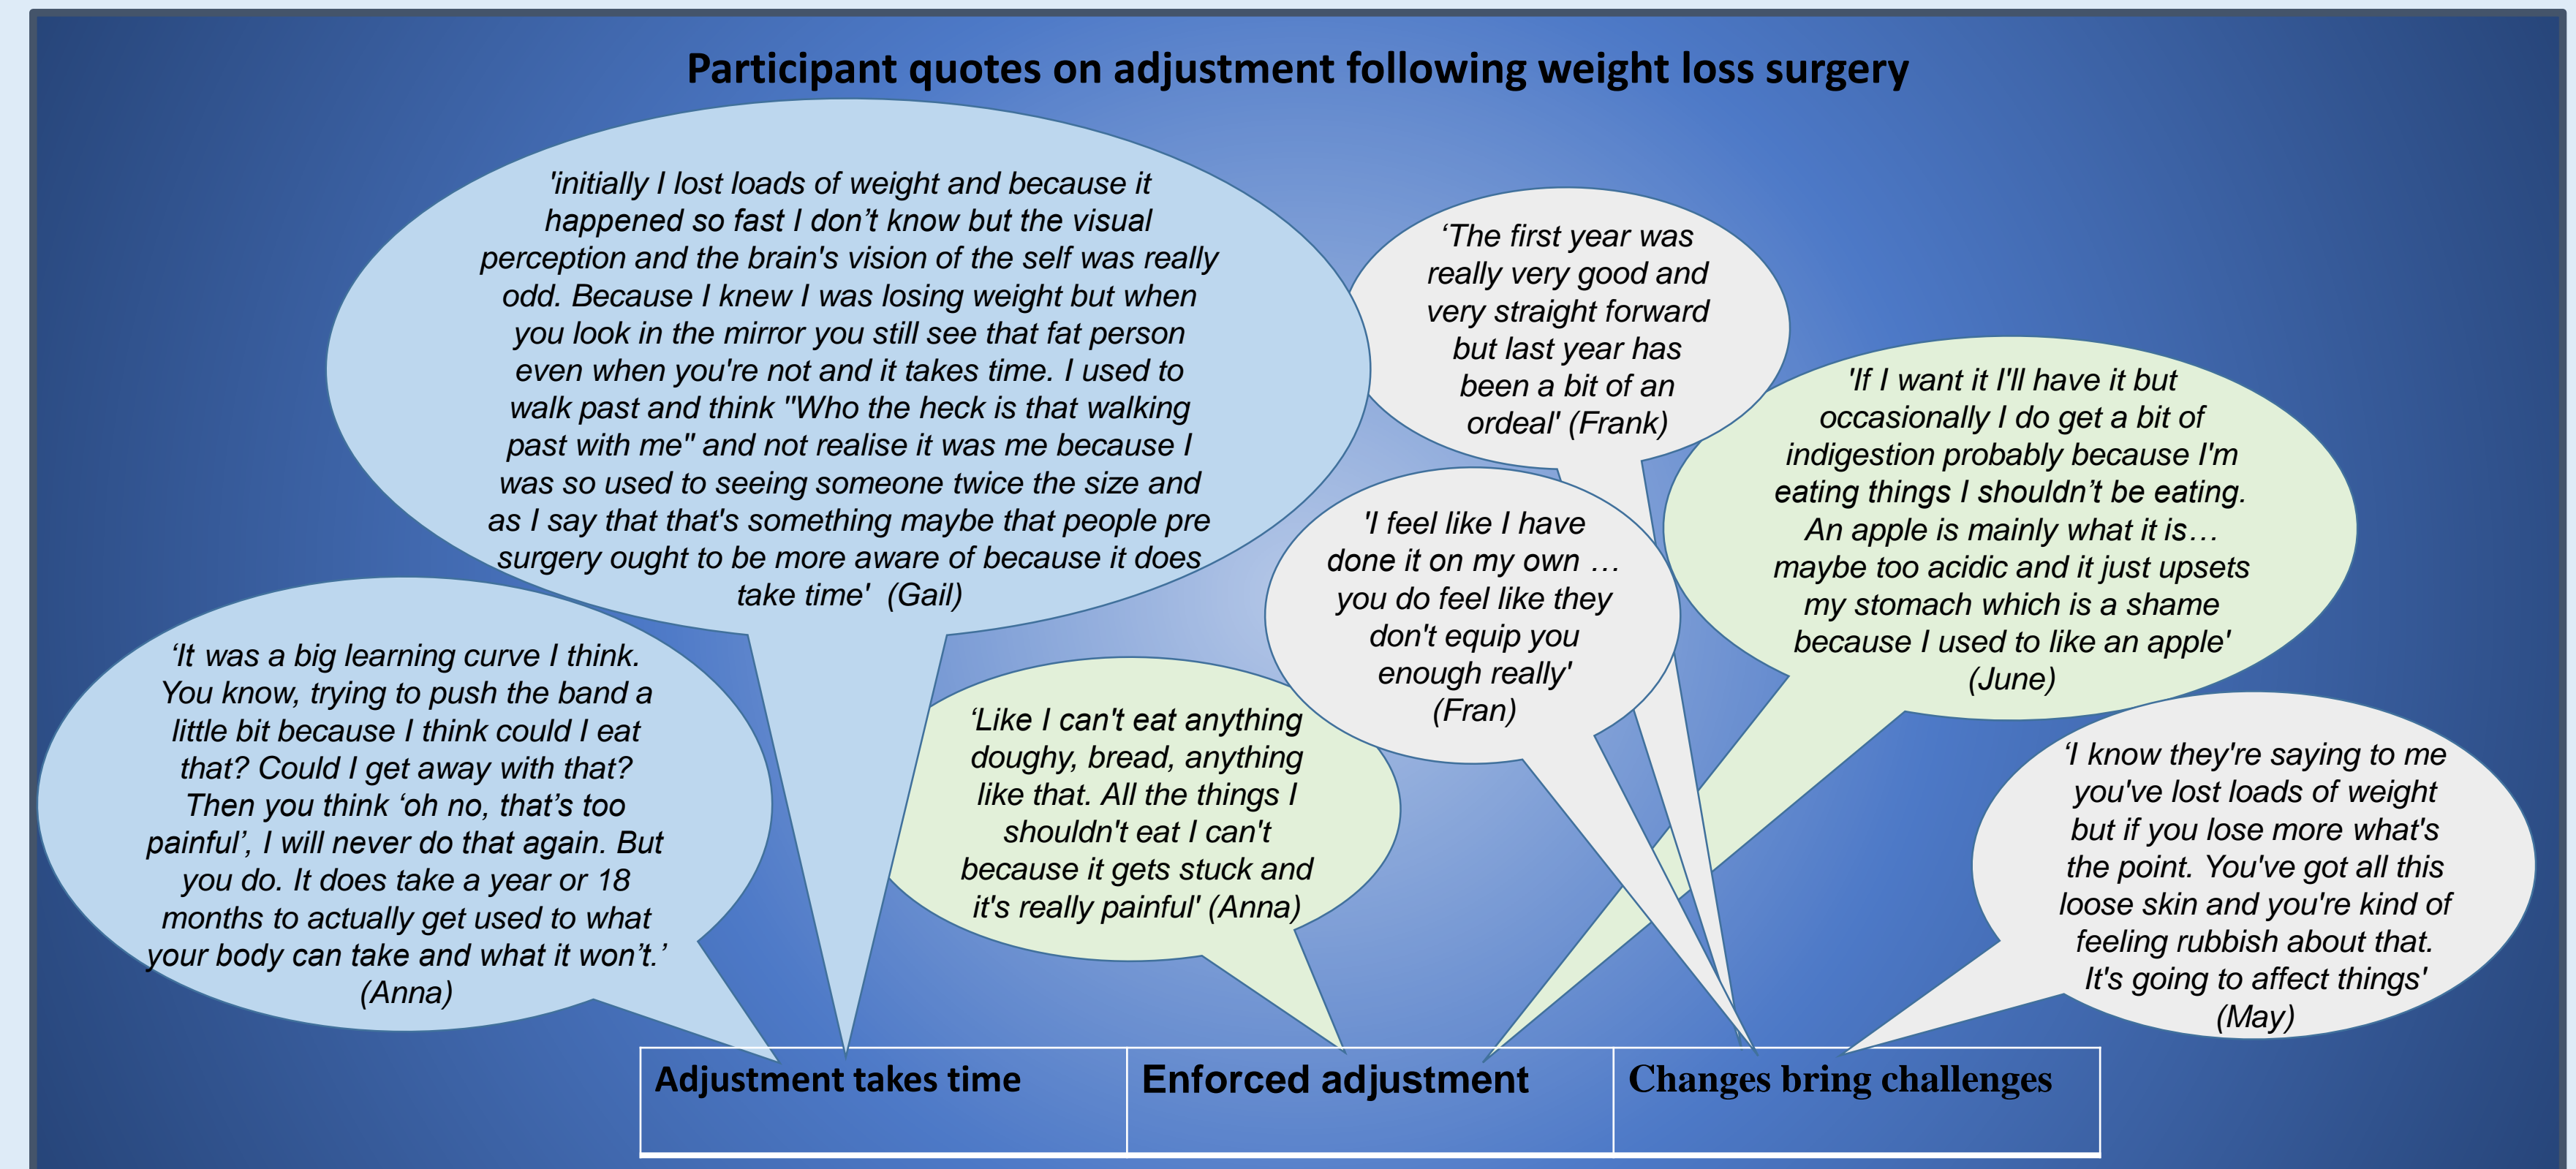 Participant quotes on adjustment following weight loss surgery
'initially I lost loads of weight and because it
happened so fast I don’t know but the visual
perception and the brain's vision of the self was really
odd. Because I knew I was losing weight but when
you look in the mirror you still see that fat person
even when you're not and it takes time. I used to
walk past and think "Who the heck is that walking
past with me" and not realise it was me because I
was so used to seeing someone twice the size and
as I say that that's something maybe that people pre
surgery ought to be more aware of because it does
take time' (Gail)
‘The first year was
really very good and
very straight forward
but last year has
been a bit of an
ordeal' (Frank)
'If I want it I'll have it but
occasionally I do get a bit of
indigestion probably because I'm
eating things I shouldn’t be eating.
An apple is mainly what it is…
maybe too acidic and it just upsets
my stomach which is a shame
because I used to like an apple'
(June)
'I feel like I have
done it on my own …
you do feel like they
don't equip you
enough really'
(Fran)
‘It was a big learning curve I think.
You know, trying to push the band a
little bit because I think could I eat
that? Could I get away with that?
Then you think ‘oh no, that’s too
painful’, I will never do that again. But
you do. It does take a year or 18
months to actually get used to what
your body can take and what it won’t.’
(Anna)
‘Like I can't eat anything
doughy, bread, anything
like that. All the things I
shouldn't eat I can't
because it gets stuck and
it's really painful' (Anna)
‘I know they're saying to me
you've lost loads of weight
but if you lose more what's
the point. You've got all this
loose skin and you're kind of
feeling rubbish about that.
It's going to affect things'
(May)
Adjustment takes time
Enforced adjustment
Changes bring challenges